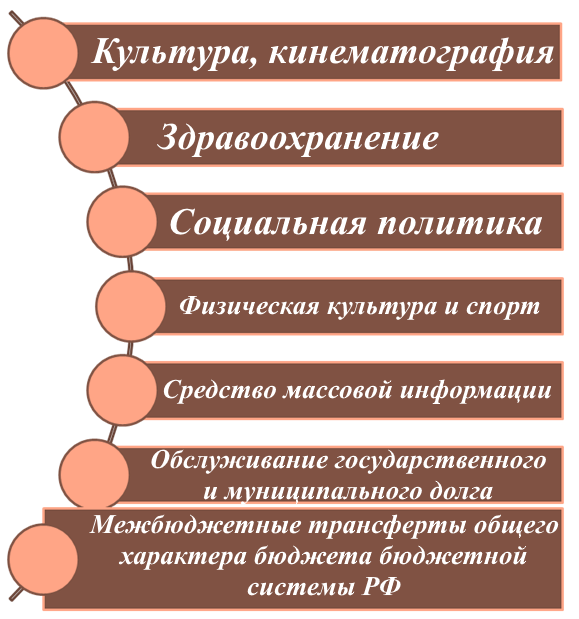 Культура, кинематография
Здравоохранение
Социальная политика
Физическая культура и спорт
Средство массовой информации
Обслуживание государственного
и муниципального долга
Межбюджетные трансферты общего
характера бюджета бюджетной
системы РФ